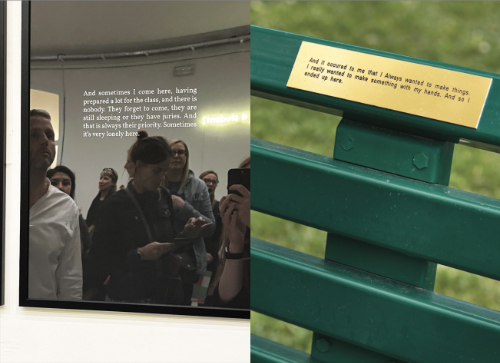 And sometimes I come here, having
prepared a lot for the class, and there is
nobody. They forget to come, they are
still sleeping or they have juries. And
that is always their priority. Sometimes
it's very lonely here.
And it occured to me that I Always wanted to make things.
I really wanted to make something with my hands. And so I
ended up here.